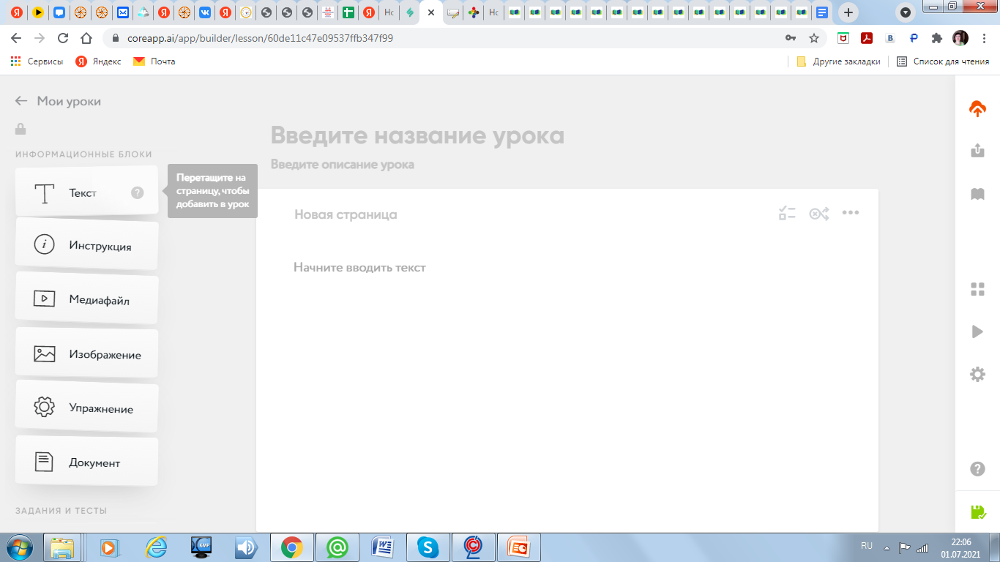 Но
Но
coreapp.ai/app/builder/lesson/60de11c47e09537ffb347f99
Сервисы
Яндекс
Почта
Другие закладки
Список для чтения
Мои уроки
ИНФОРМАЦИОННЫЕ БЛОКИ
Текст
Перетащите на
страницу, чтобы
добавить в урок
Инструкция
Медиафайл
Изображение
Упражнение
Документ
ЗАДАНИЯ И ТЕСТЫ
Введите название урока
Введите описание урока
Новая страница
Начните вводить текст
RU
22:06
01.07.2021